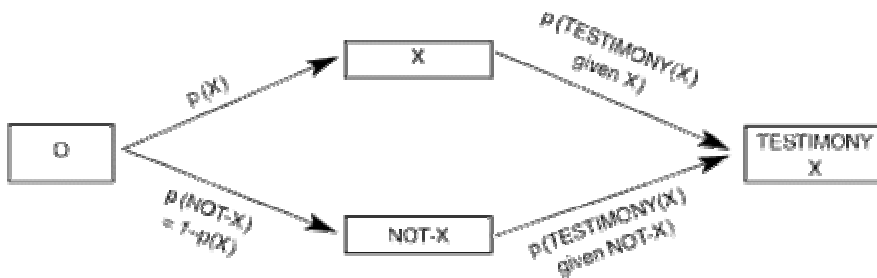 O
p(X)
X
p(TESTIMONY(X)
given X)
TESTIMONY
X
p(NOT-X)
= 1-p(X)
NOT-X
p(TESTIMONY(X)
given NOT-X)